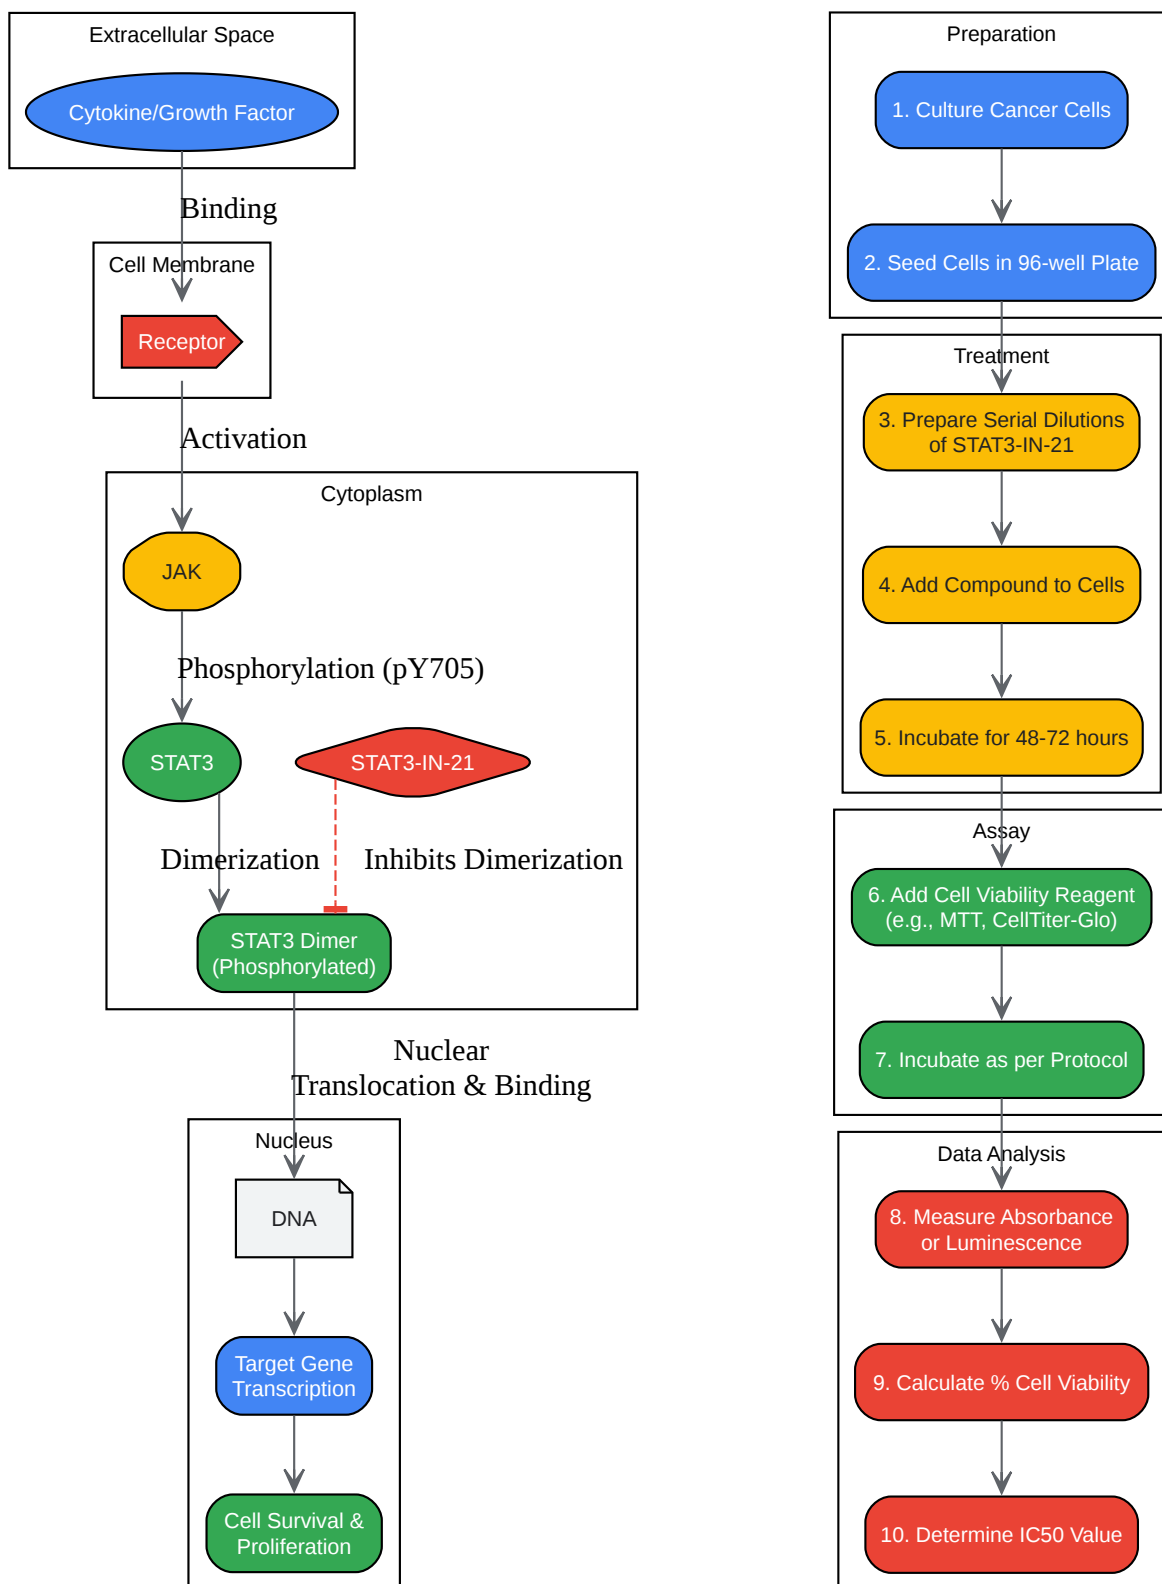 Extracellular Space
Cytokine/Growth Factor
Binding
Cell Membrane
Receptor
Activation
Cytoplasm
JAK
Phosphorylation (pY705)
STAT3
STAT3-IN-21
Dimerization
Inhibits Dimerization
STAT3 Dimer
(Phosphorylated)
Nuclear
Translocation & Binding
Nucleus
DNA
Target Gene
Transcription
Cell Survival &
Proliferation
Preparation
1. Culture Cancer Cells
2. Seed Cells in 96-well Plate
Treatment
3. Prepare Serial Dilutions
of STAT3-IN-21
4. Add Compound to Cells
5. Incubate for 48-72 hours
Assay
6. Add Cell Viability Reagent
(e.g., MTT, CellTiter-Glo)
7. Incubate as per Protocol
Data Analysis
8. Measure Absorbance
or Luminescence
9. Calculate % Cell Viability
10. Determine IC50 Value